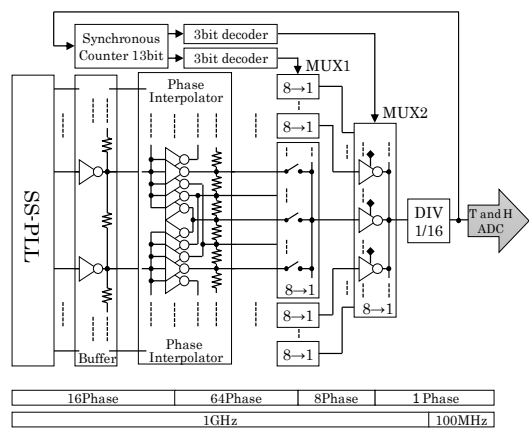 Synchronous
Counter 13bit
3bit decoder
3bit decoder
MUX1
MUX2
Phase
Interpolator
8→1
8→1
SS-PLL
DIV
1/16
T and H
ADC
8→1
8→1
8→1
8→1
Buffer
Phase
Interpolator
16Phase
64Phase
8Phase
1 Phase
1GHz
100MHz